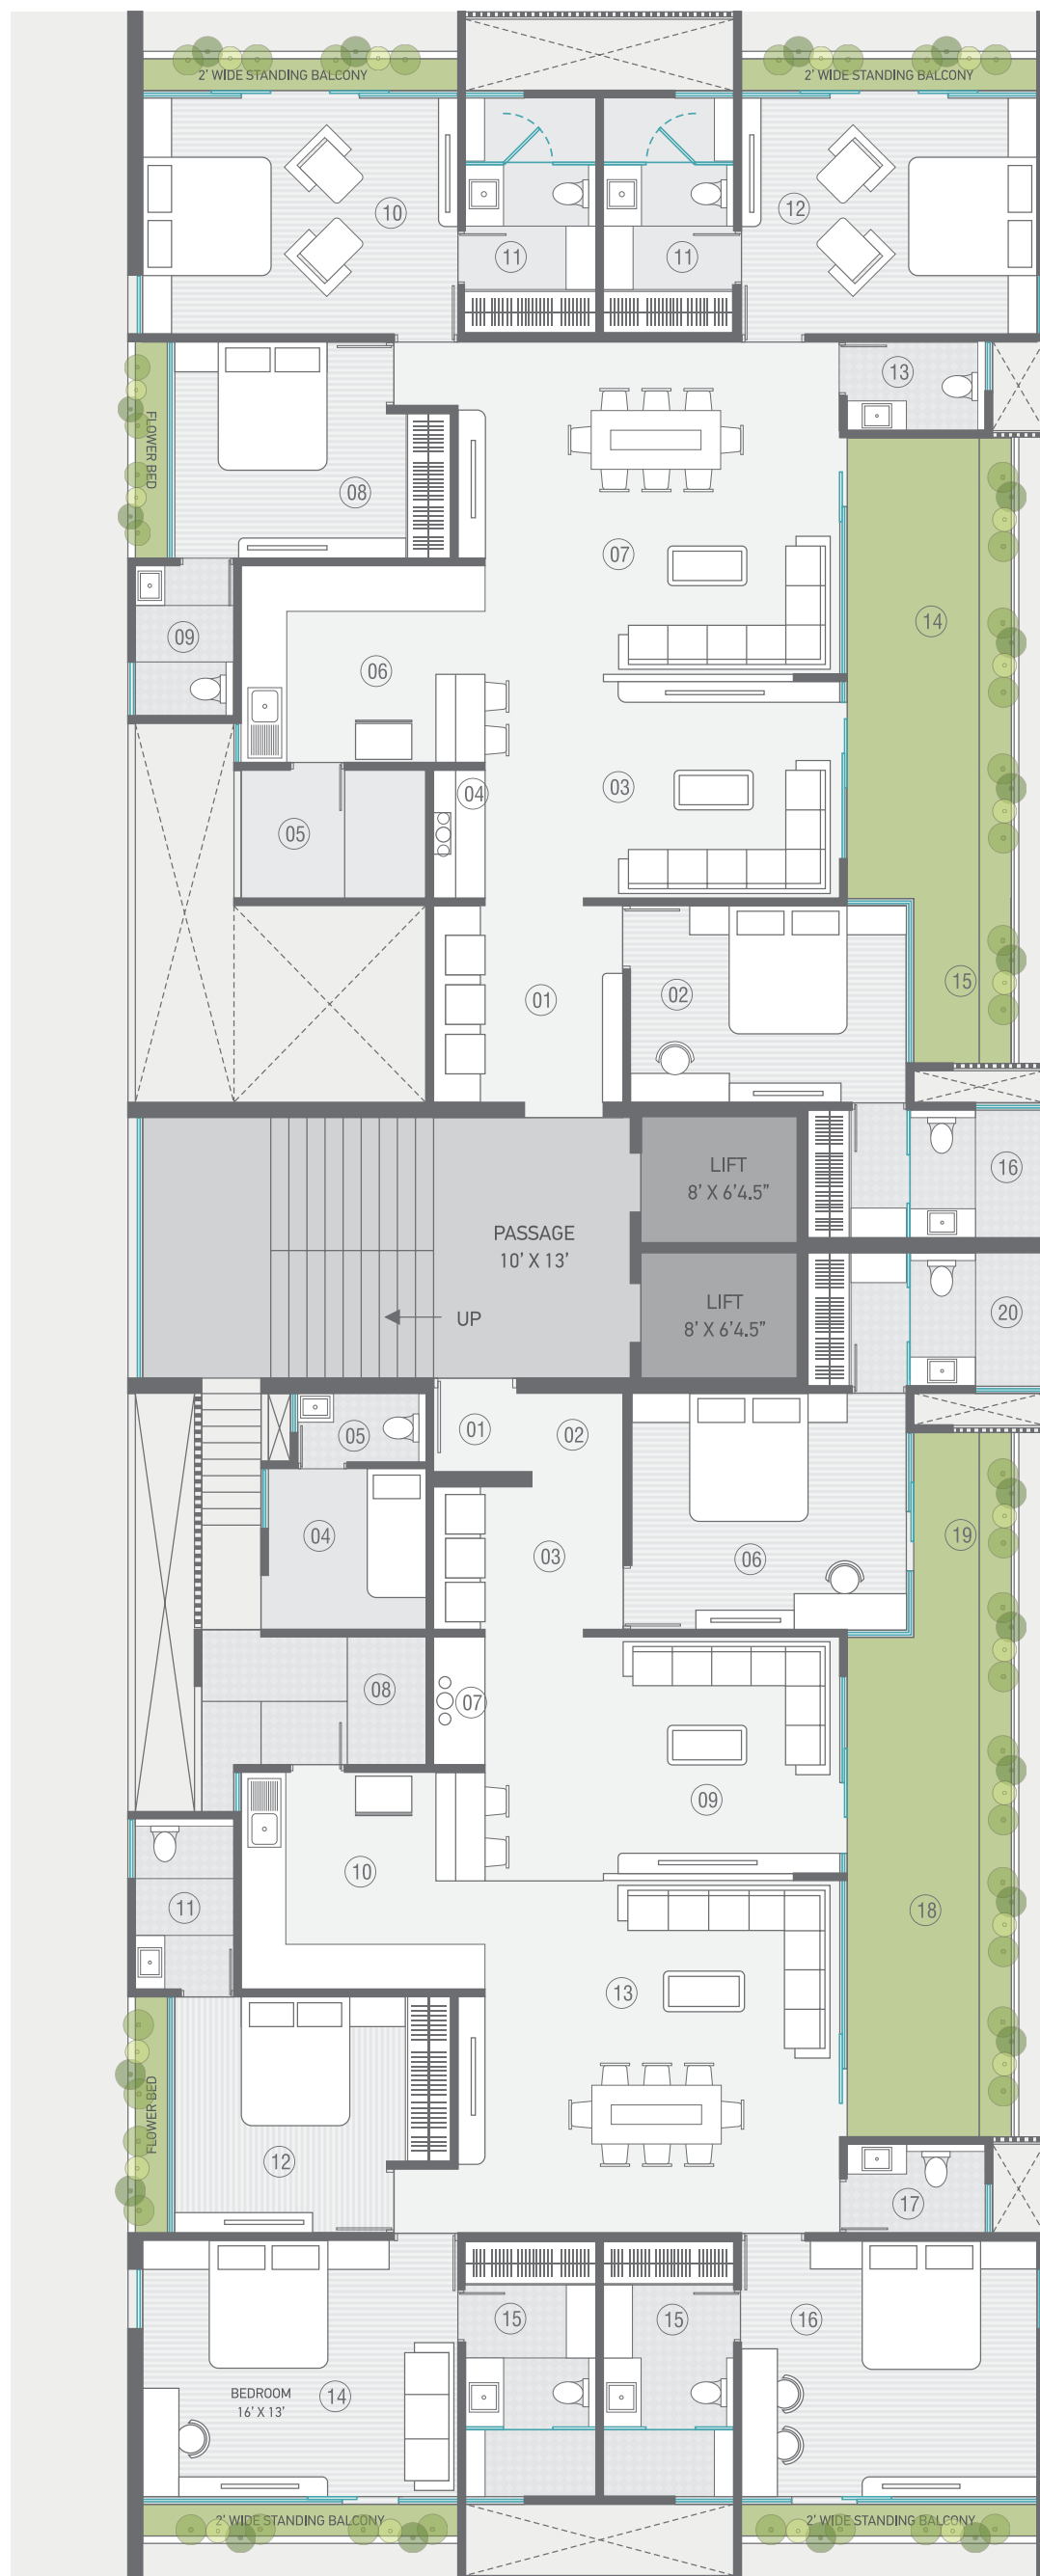 2' WIDE STANDING BALCONY
2' WIDE STANDING BALCONY
10
12
11
11
13
FLOWER BED
08
07
14
09
06
03
04
05
15
02
01
LIFT
8' X 6'4.5"
16
PASSAGE
10' X 13'
LIFT
8' X 6'4.5"
20
UP
01
02
05
04
03
19
06
08
07
09
10
11
18
13
FLOWER BED
12
17
15
15
16
BEDROOM
16' X 13'
14
2' WIDE STANDING BALCONY
2' WIDE STANDING BALCONY